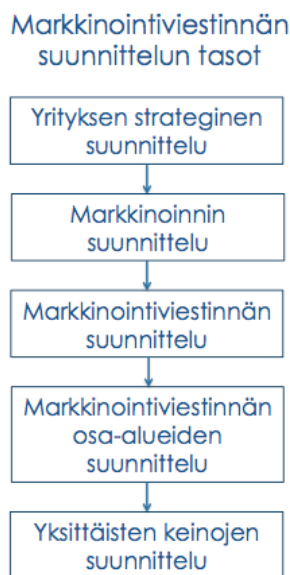 Markkinointiviestinnän
suunnittelun tasot
Yrityksen strateginen
suunnittelu
Markkinoinnin
suunnittelu
Markkinointiviestinnän
suunnittelu
Markkinointiviestinnän
osa-alueiden
suunnittelu
Yksittäisten keinojen
suunnittelu